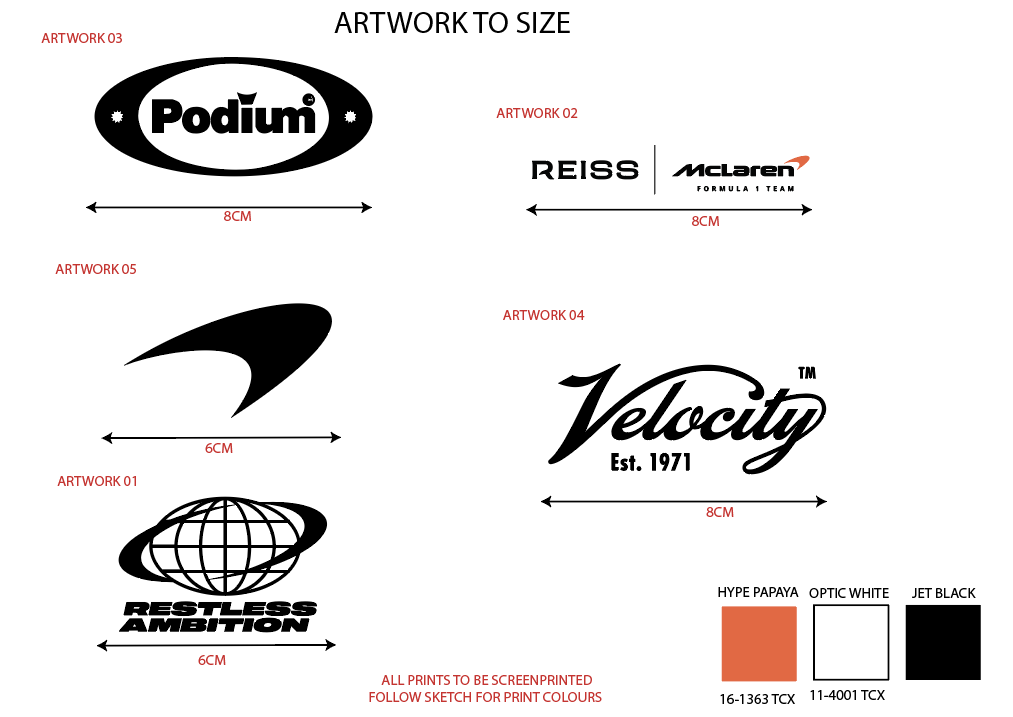 ARTWORK TO SIZE
ARTWORK 03
Podium
8CM
ARTWORK 02
REISS
McLaren
FORMULA 1 TEAM
8CM
ARTWORK 05
6CM
ARTWORK 04
Velocity
TM
Est. 1971
8CM
ARTWORK 01
RESTLESS
AMBITION
6CM
ALL PRINTS TO BE SCREENPRINTED
FOLLOW SKETCH FOR PRINT COLOURS
HYPE PAPAYA
16-1363 TCX
OPTIC WHITE
11-4001 TCX
JET BLACK